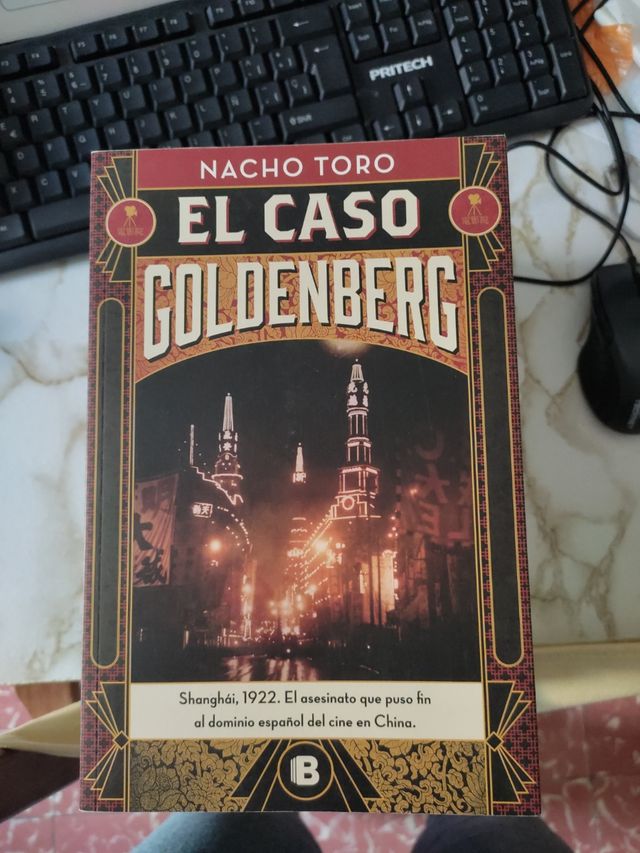 PRITECH
NACHO TORO
EL CASO
GOLDENBERG
Shanghái, 1922. El asesinato que puso fin
al dominio español del cine en China.
B